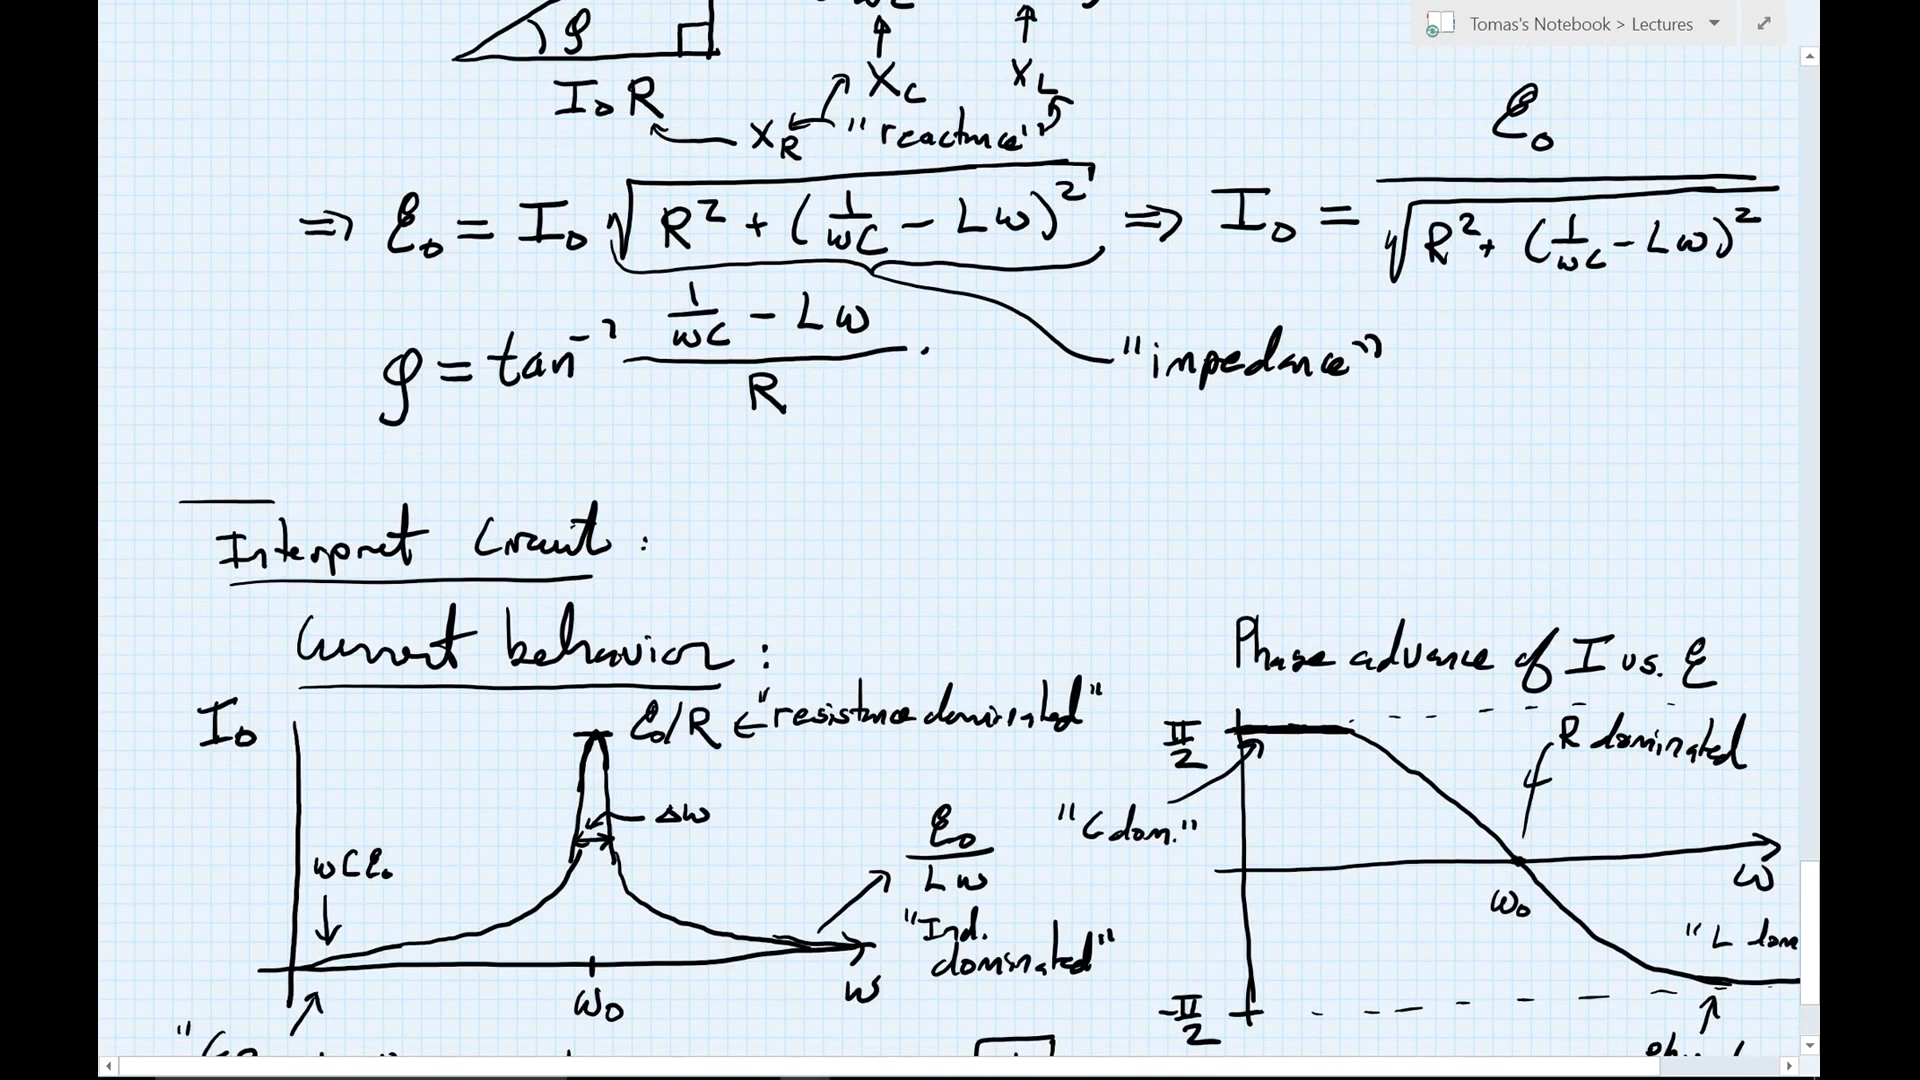 Tomas's Notebook > Lectures
φ
I₀R
X_C
X_L
X_R "reactance"
⇒ ℰ₀ = I₀ √(R² + (1/ωC − Lω)²) ⇒ I₀ = ℰ₀ / √(R² + (1/ωC − Lω)²)
φ = tan⁻¹ (1/ωC − Lω)/R .
"impedance"
Interpret Circuit :
Current behavior :
I₀
ℰ₀/R ← "resistance dominated"
Δω
ωCℰ₀
ℰ₀/Lω
"Ind. dominated"
ω₀
ω
Phase advance of I vs. ℰ
π/2
R dominated
"C dom."
ω₀
ω
"L dom
-π/2